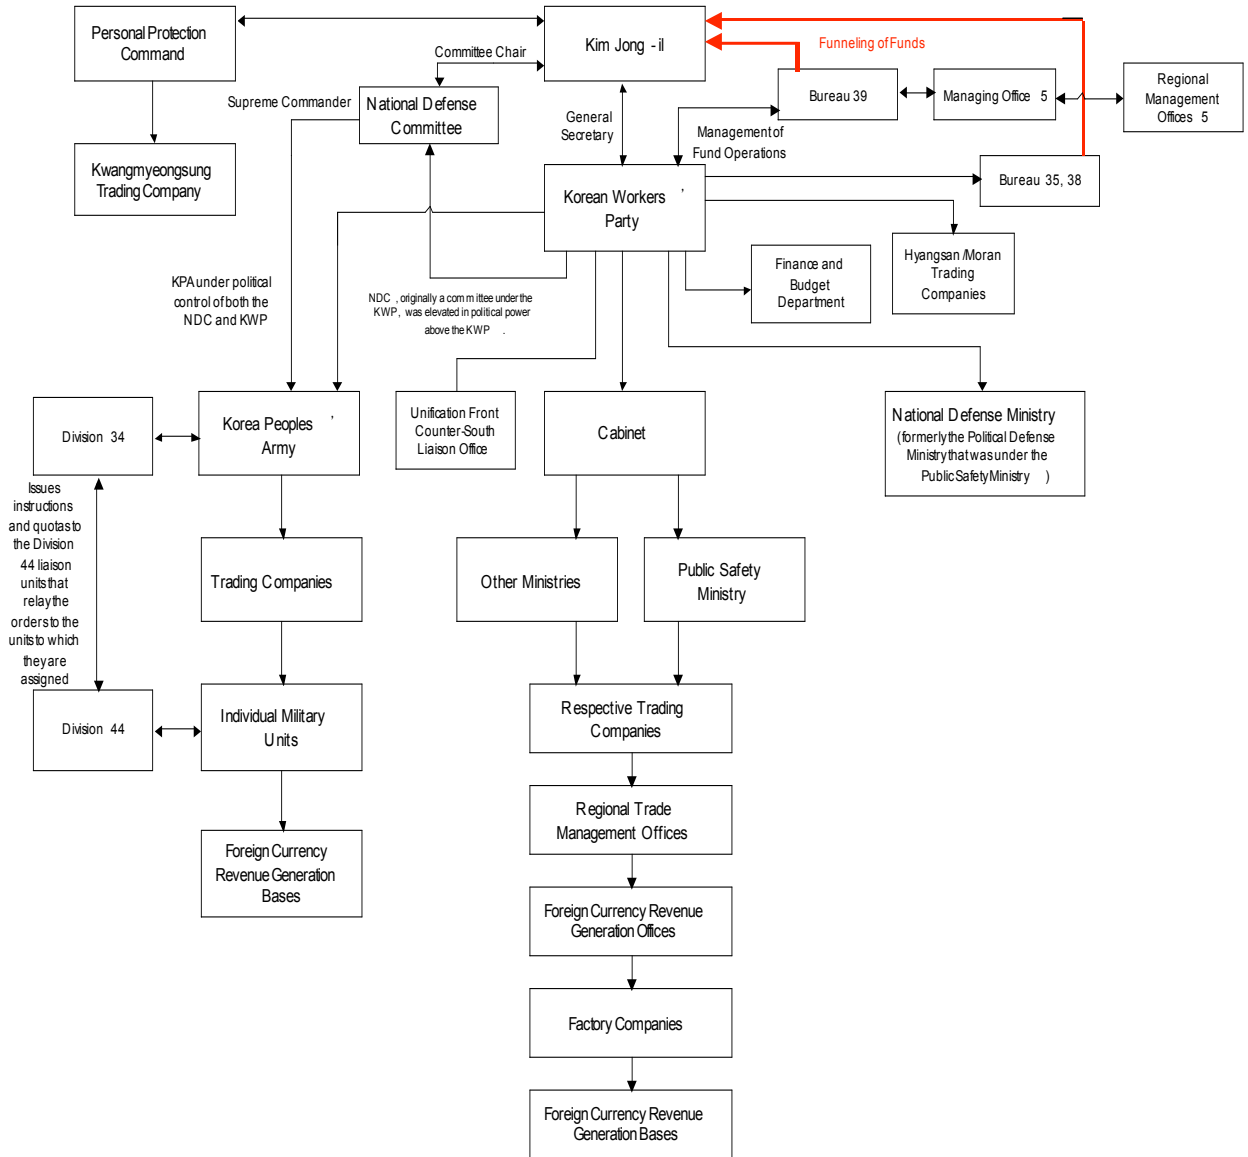 Personal Protection
Command
Kim Jong - il
Funneling of Funds
Committee Chair
Supreme Commander
National Defense
Committee
General
Secretary
Management of
Fund Operations
Bureau 39
Managing Office 5
Regional
Management
Offices 5
Kwangmyeongsung
Trading Company
Korean Workers '
Party
Bureau 35, 38
Hyangsan /Moran
Trading
Companies
Finance and
Budget
Department
KPA under political
control of both the
NDC and KWP
NDC , originally a committee under the
KWP, was elevated in political power
above the KWP .
Division 34
Korea Peoples '
Army
Unification Front
Counter-South
Liaison Office
Cabinet
National Defense Ministry
(formerly the Political Defense
Ministry that was under the
Public Safety Ministry )
Issues
instructions
and quotas to
the Division
44 liaison
units that
relay the
orders to the
units to which
they are
assigned
Trading Companies
Other Ministries
Public Safety
Ministry
Division 44
Individual Military
Units
Respective Trading
Companies
Regional Trade
Management Offices
Foreign Currency
Revenue Generation
Bases
Foreign Currency Revenue
Generation Offices
Factory Companies
Foreign Currency Revenue
Generation Bases